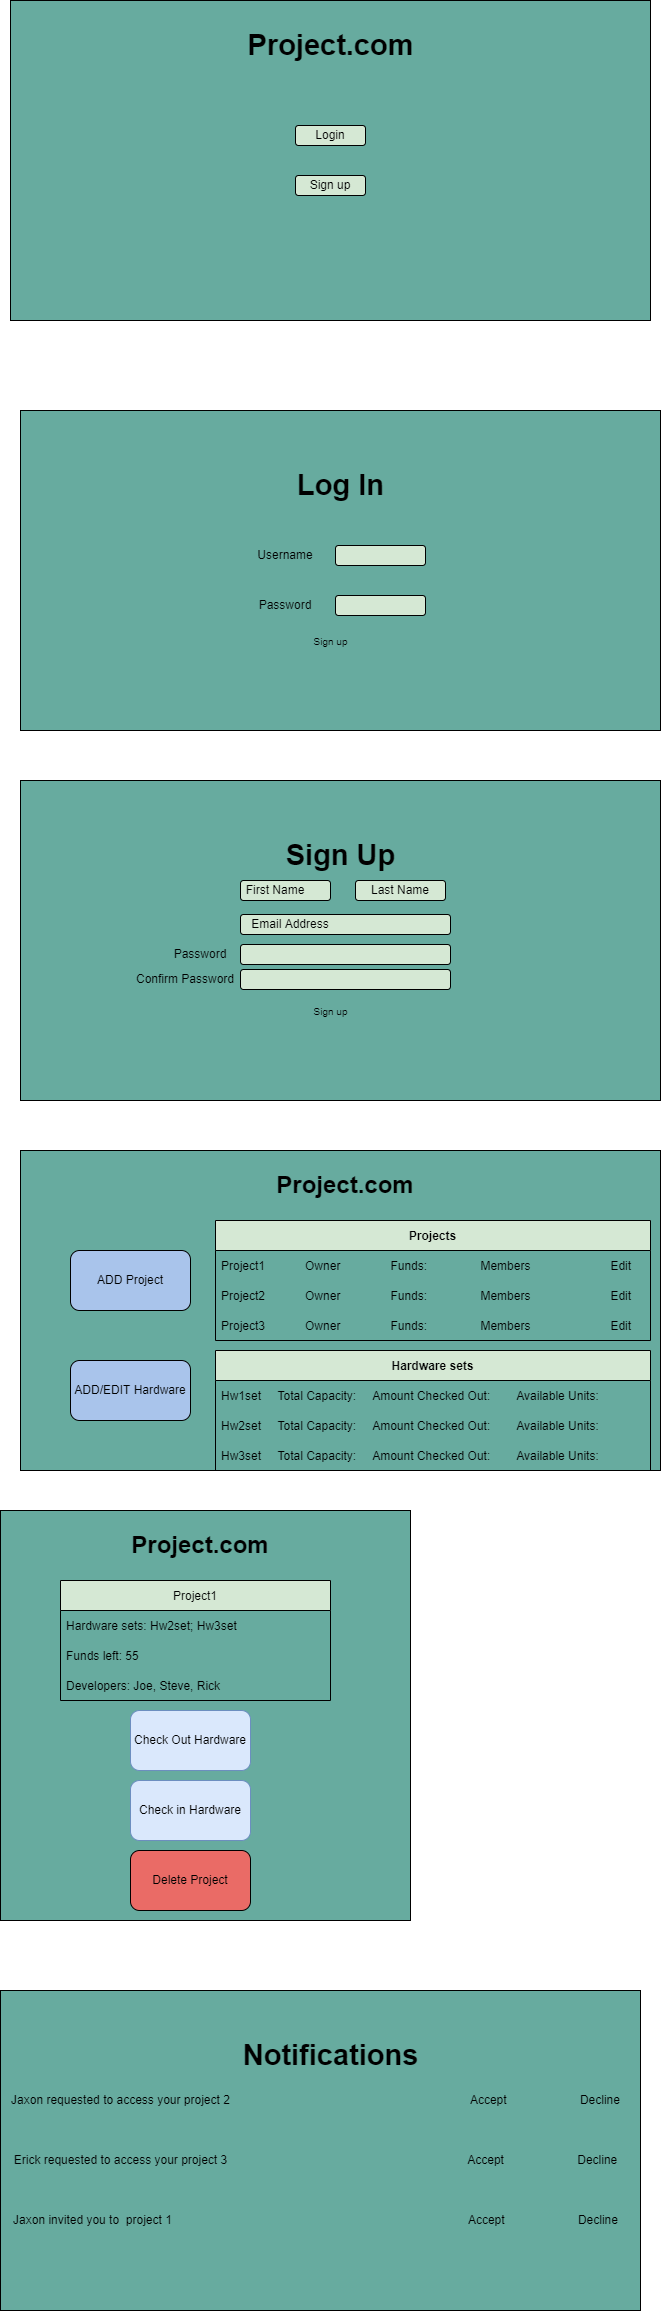 Project.com
Login
Sign up
Log In
Username
Password
Sign up
Sign Up
First Name Last Name
Email Address
Password
Confirm Password
Sign up
Project.com
ADD Project
ADD/EDIT Hardware
Projects
Project1 Owner Funds: Members Edit
Project2 Owner Funds: Members Edit
Project3 Owner Funds: Members Edit
Hardware sets
Hw1set Total Capacity: Amount Checked Out: Available Units:
Hw2set Total Capacity: Amount Checked Out: Available Units:
Hw3set Total Capacity: Amount Checked Out: Available Units:
Project.com
Project1
Hardware sets: Hw2set; Hw3set
Funds left: 55
Developers: Joe, Steve, Rick
Check Out Hardware
Check in Hardware
Delete Project
Notifications
Jaxon requested to access your project 2 Accept Decline
Erick requested to access your project 3 Accept Decline
Jaxon invited you to  project 1 Accept Decline